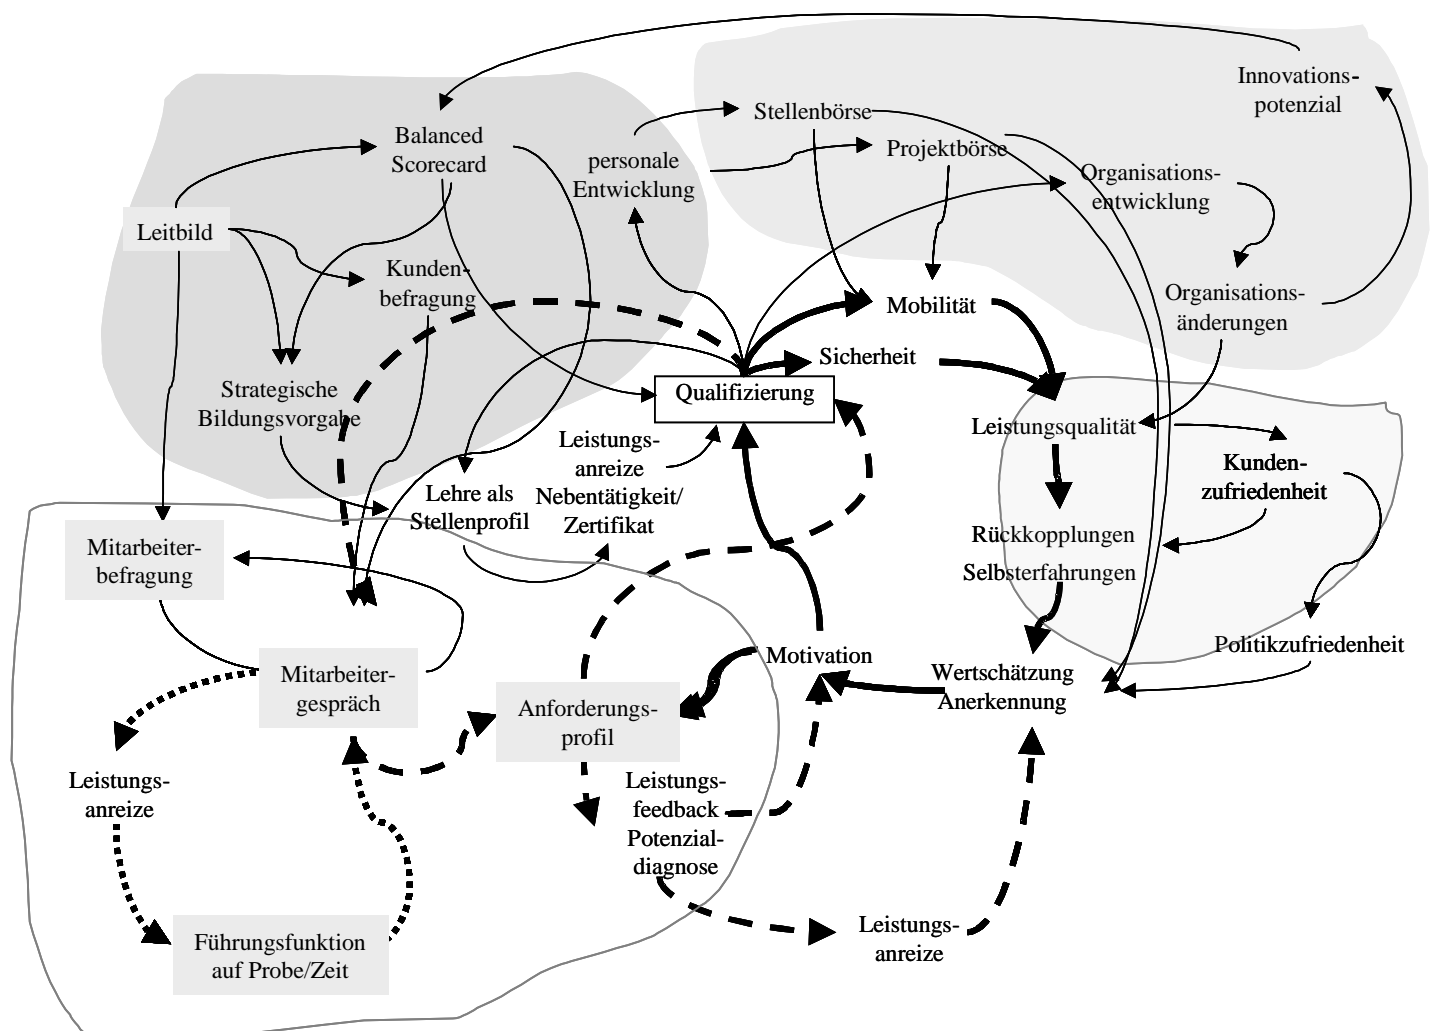 Innovations-
potenzial
Stellenbörse
Balanced
Scorecard
personale
Entwicklung
Projektbörse
Organisations-
entwicklung
Leitbild
Kunden-
befragung
Organisations-
änderungen
Mobilität
Sicherheit
Strategische
Bildungsvorgabe
Qualifizierung
Leistungsqualität
Leistungs-
anreize
Nebentätigkeit/
Zertifikat
Kunden-
zufriedenheit
Lehre als
Stellenprofil
Mitarbeiter-
befragung
Rückkopplungen
Selbsterfahrungen
Politikzufriedenheit
Motivation
Wertschätzung
Anerkennung
Mitarbeiter-
gespräch
Anforderungs-
profil
Leistungs-
anreize
Leistungs-
feedback
Potenzial-
diagnose
Leistungs-
anreize
Führungsfunktion
auf Probe/Zeit